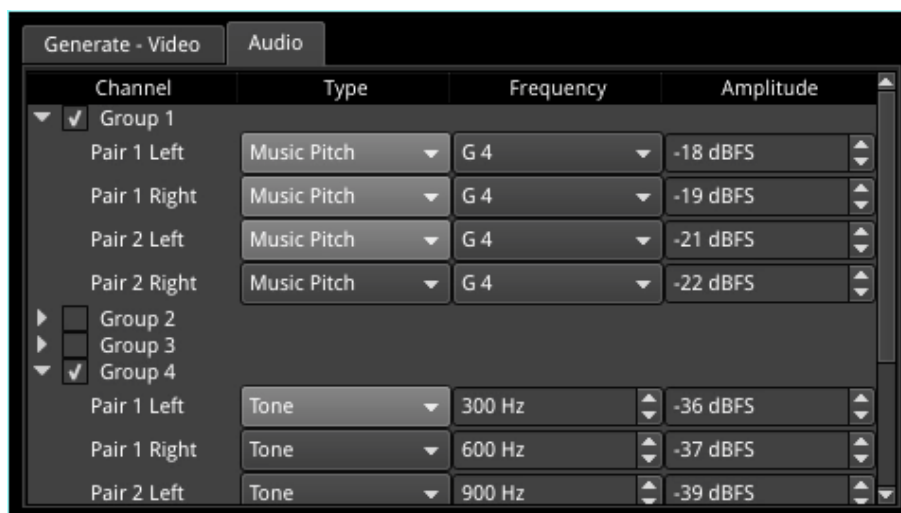 Generate - Video Audio
Channel Type Frequency Amplitude
Group 1
Pair 1 Left Music Pitch G 4 -18 dBFS
Pair 1 Right Music Pitch G 4 -19 dBFS
Pair 2 Left Music Pitch G 4 -21 dBFS
Pair 2 Right Music Pitch G 4 -22 dBFS
Group 2
Group 3
Group 4
Pair 1 Left Tone 300 Hz -36 dBFS
Pair 1 Right Tone 600 Hz -37 dBFS
Pair 2 Left Tone 900 Hz -39 dBFS